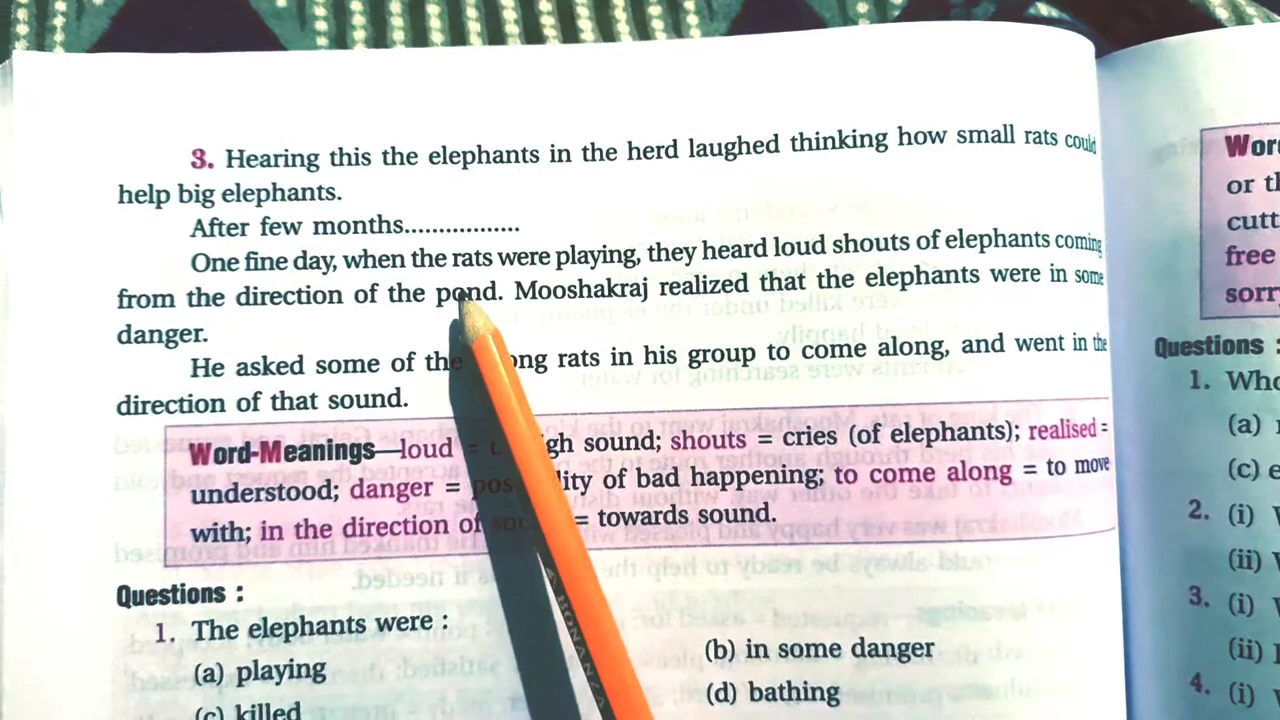 3. Hearing this the elephants in the herd laughed thinking how small rats could
help big elephants.
After few months.................
One fine day, when the rats were playing, they heard loud shouts of elephants coming
from the direction of the pond. Mooshakraj realized that the elephants were in some
danger.
He asked some of the ong rats in his group to come along, and went in the
direction of that sound.
Word-Meanings—loud = gh sound; shouts = cries (of elephants); realised =
understood; danger = pos lity of bad happening; to come along = to move
with; in the direction of = towards sound.
Questions :
1. The elephants were :
(a) playing
(b) in some danger
(c) killed
(d) bathing
BONANZA
Wor
or th
cutt
free
sorr
Questions :
1. Who
(a)
(c) e
2. (i)
(ii)
3. (i)
(ii)
4. (i)